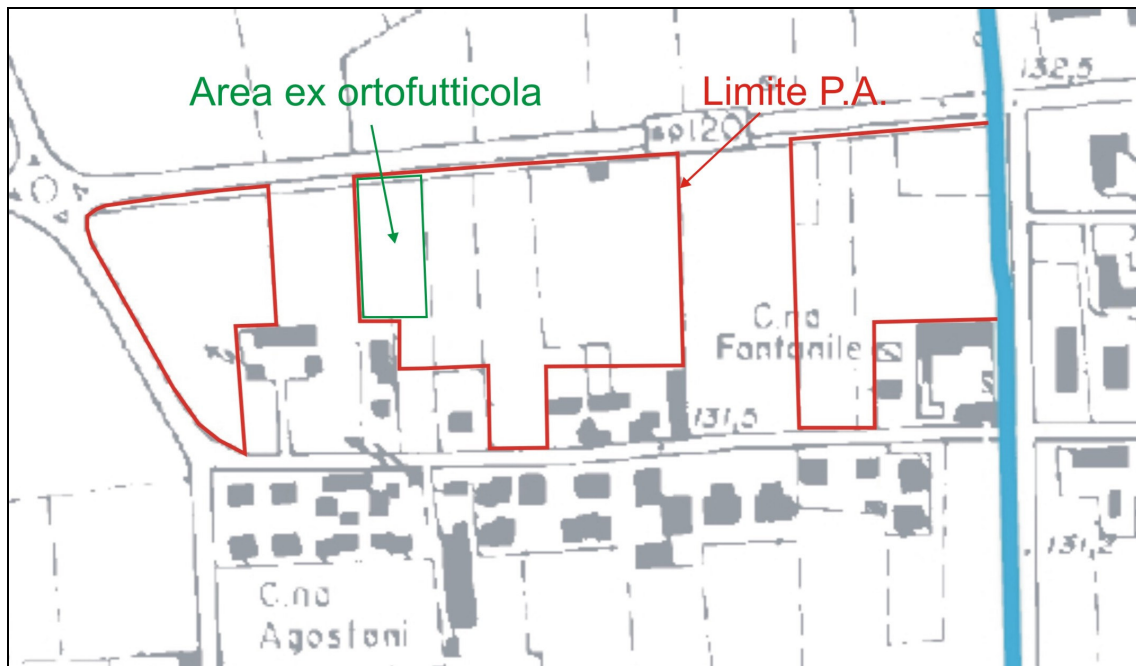 132,5
Area ex ortofutticola
Limite P.A.
sp120
C.na
Fontanile
131,5
131,2
C.na
Agostoni